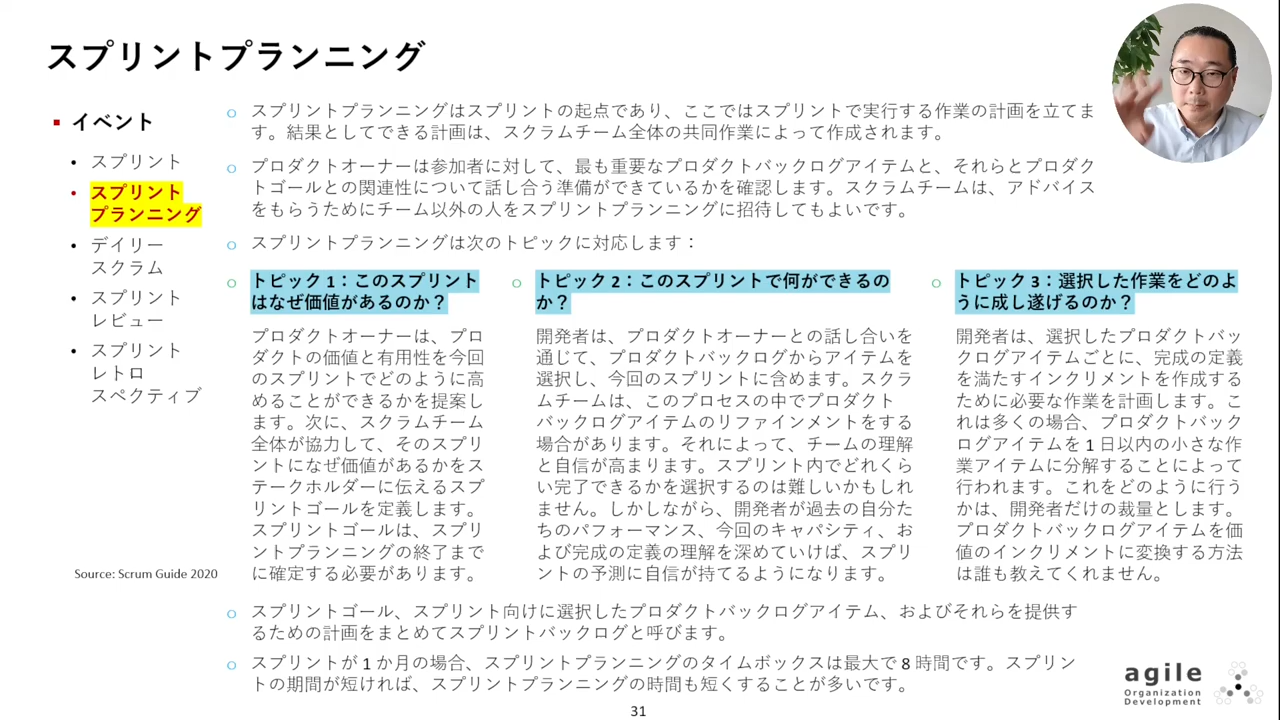 スプリントプランニング
イベント
スプリント
スプリント
プランニング
デイリー
スクラム
スプリント
レビュー
スプリント
レトロ
スペクティブ
Source: Scrum Guide 2020
スプリントプランニングはスプリントの起点であり、ここではスプリントで実行する作業の計画を立てま
す。結果としてできる計画は、スクラムチーム全体の共同作業によって作成されます。
プロダクトオーナーは参加者に対して、最も重要なプロダクトバックログアイテムと、それらとプロダク
トゴールとの関連性について話し合う準備ができているかを確認します。スクラムチームは、アドバイス
をもらうためにチーム以外の人をスプリントプランニングに招待してもよいです。
スプリントプランニングは次のトピックに対応します：
トピック 1：このスプリント
はなぜ価値があるのか？
プロダクトオーナーは、プロ
ダクトの価値と有用性を今回
のスプリントでどのように高
めることができるかを提案し
ます。次に、スクラムチーム
全体が協力して、そのスプリ
ントになぜ価値があるかをス
テークホルダーに伝えるスプ
リントゴールを定義します。
スプリントゴールは、スプリ
ントプランニングの終了まで
に確定する必要があります。
トピック 2：このスプリントで何ができるの
か？
開発者は、プロダクトオーナーとの話し合いを
通じて、プロダクトバックログからアイテムを
選択し、今回のスプリントに含めます。スクラ
ムチームは、このプロセスの中でプロダクト
バックログアイテムのリファインメントをする
場合があります。それによって、チームの理解
と自信が高まります。スプリント内でどれくら
い完了できるかを選択するのは難しいかもしれ
ません。しかしながら、開発者が過去の自分た
ちのパフォーマンス、今回のキャパシティ、お
よび完成の定義の理解を深めていけば、スプリ
ントの予測に自信が持てるようになります。
トピック 3：選択した作業をどのよ
うに成し遂げるのか？
開発者は、選択したプロダクトバッ
クログアイテムごとに、完成の定義
を満たすインクリメントを作成する
ために必要な作業を計画します。こ
れは多くの場合、プロダクトバック
ログアイテムを 1 日以内の小さな作
業アイテムに分解することによって
行われます。これをどのように行う
かは、開発者だけの裁量とします。
プロダクトバックログアイテムを価
値のインクリメントに変換する方法
は誰も教えてくれません。
スプリントゴール、スプリント向けに選択したプロダクトバックログアイテム、およびそれらを提供す
るための計画をまとめてスプリントバックログと呼びます。
スプリントが 1 か月の場合、スプリントプランニングのタイムボックスは最大で 8 時間です。スプリン
トの期間が短ければ、スプリントプランニングの時間も短くすることが多いです。
agile
Organization
Development
31